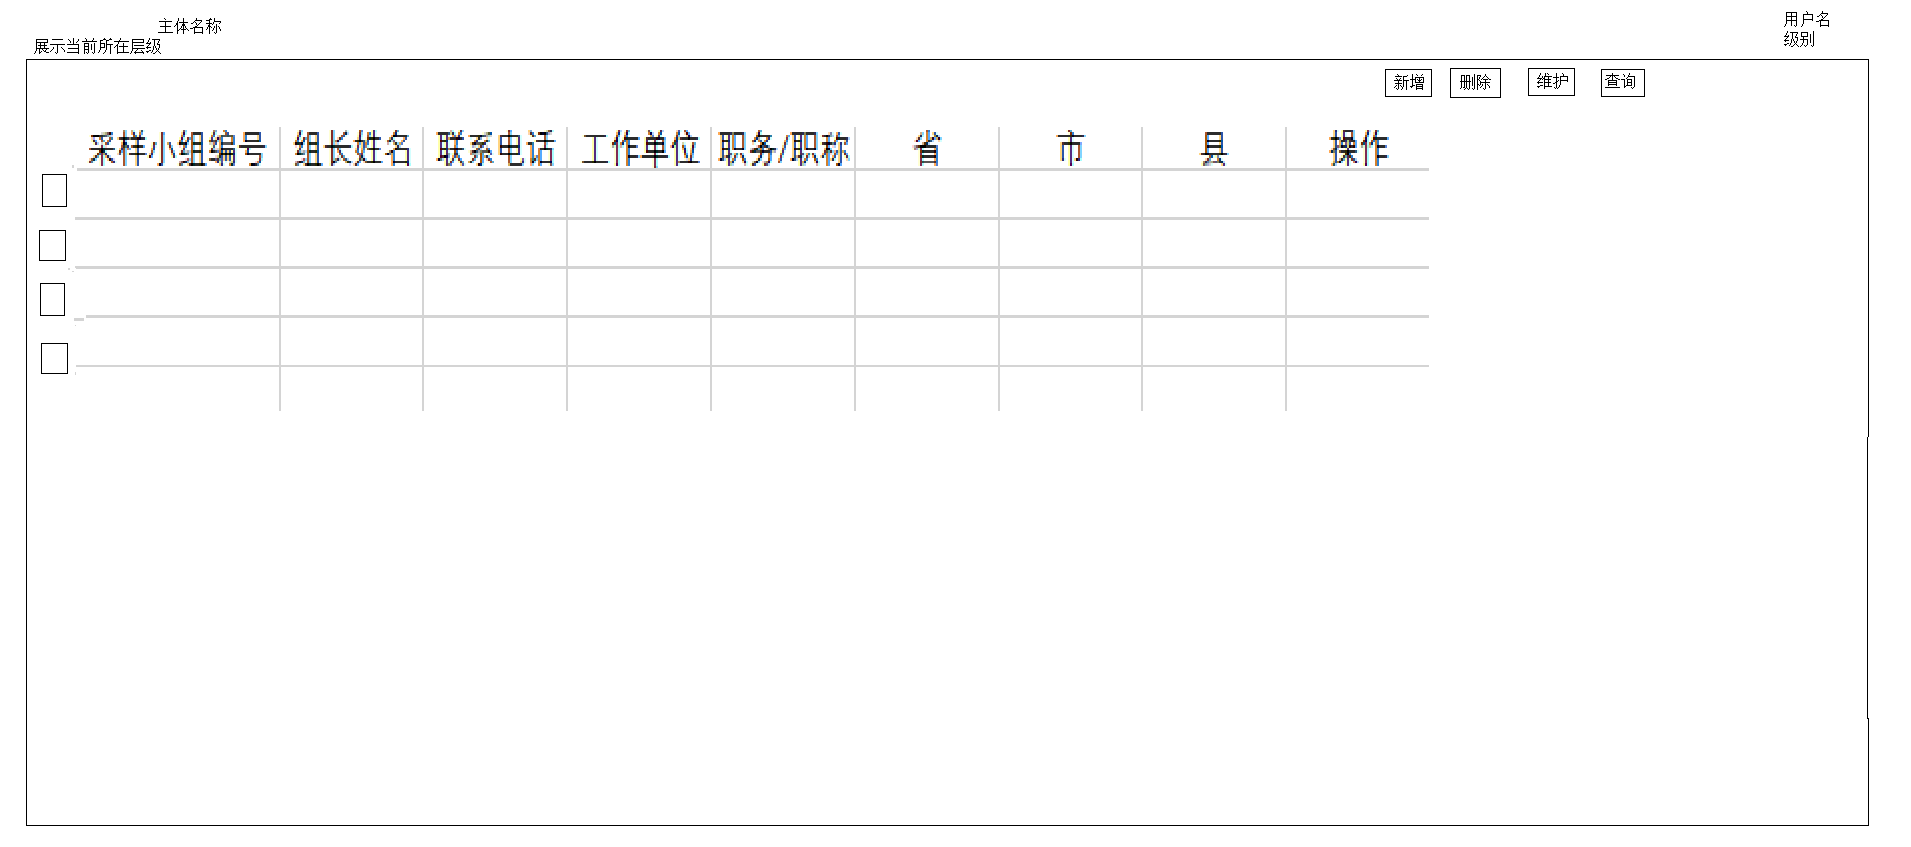 主体名称
展示当前所在层级
用户名
级别
新增 删除 维护 查询
采样小组编号 组长姓名 联系电话 工作单位 职务/职称 省 市 县 操作